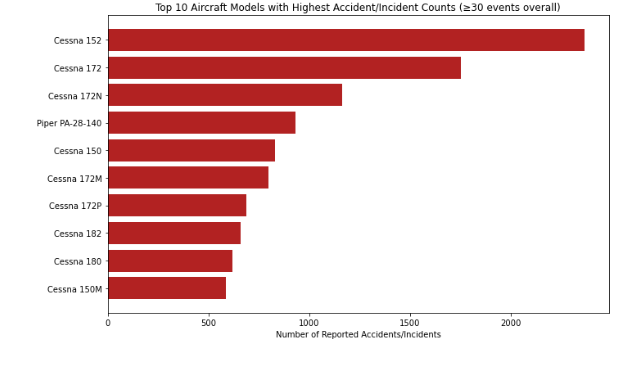 Top 10 Aircraft Models with Highest Accident/Incident Counts (≥30 events overall)
Cessna 152
Cessna 172
Cessna 172N
Piper PA-28-140
Cessna 150
Cessna 172M
Cessna 172P
Cessna 182
Cessna 180
Cessna 150M
0 500 1000 1500 2000
Number of Reported Accidents/Incidents